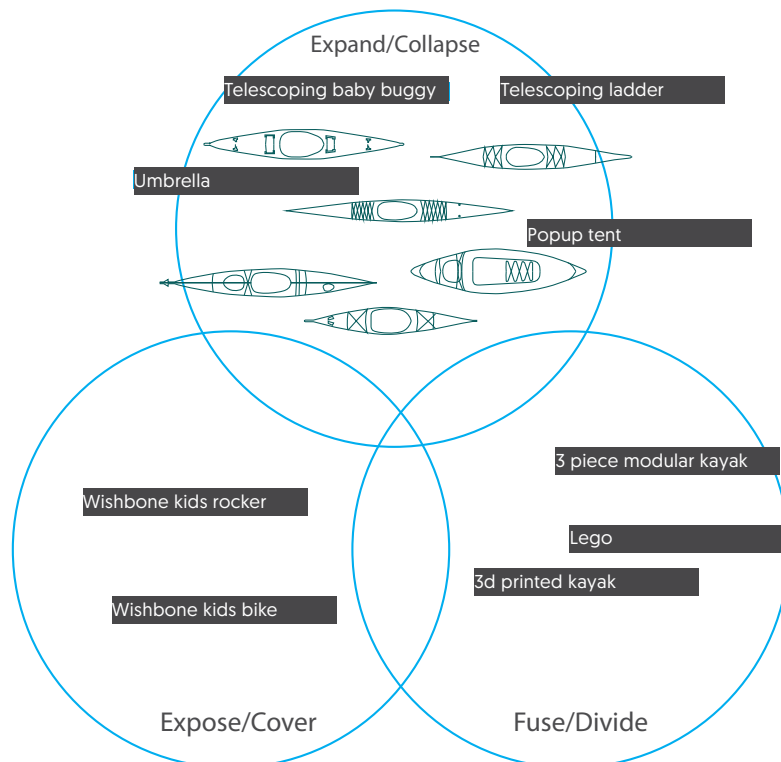 Expand/Collapse
Telescoping baby buggy
Telescoping ladder
Umbrella
Popup tent
3 piece modular kayak
Wishbone kids rocker
Lego
3d printed kayak
Wishbone kids bike
Expose/Cover
Fuse/Divide